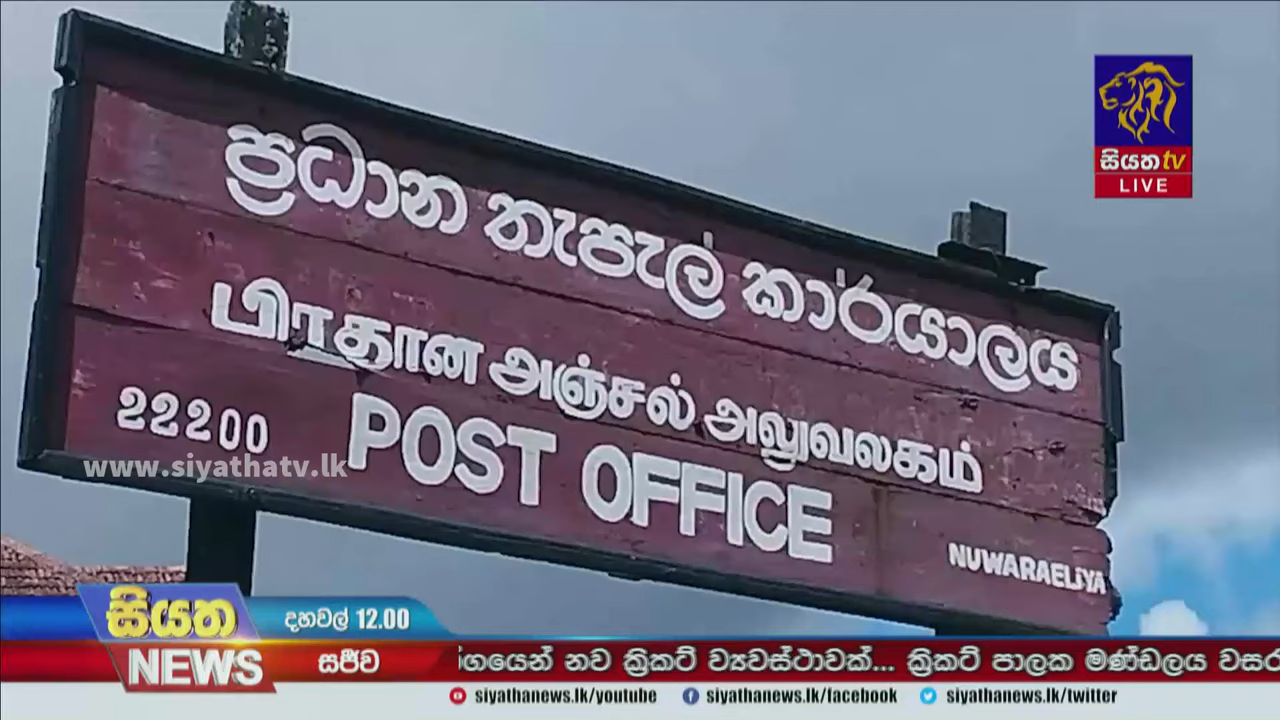 සියත tv
LIVE
ප්‍රධාන තැපැල් කාර්යාලය
பிரதான அஞ்சல் அலுவலகம்
22200 POST OFFICE
NUWARAELiYA
www.siyathatv.lk
සියත
NEWS
දහවල් 12.00
සජීව
ගයෙන් නව ක්‍රිකට් ව්‍යවස්ථාවක්... ක්‍රිකට් පාලක මණ්ඩලය වසර
siyathanews.lk/youtube siyathanews.lk/facebook siyathanews.lk/twitter